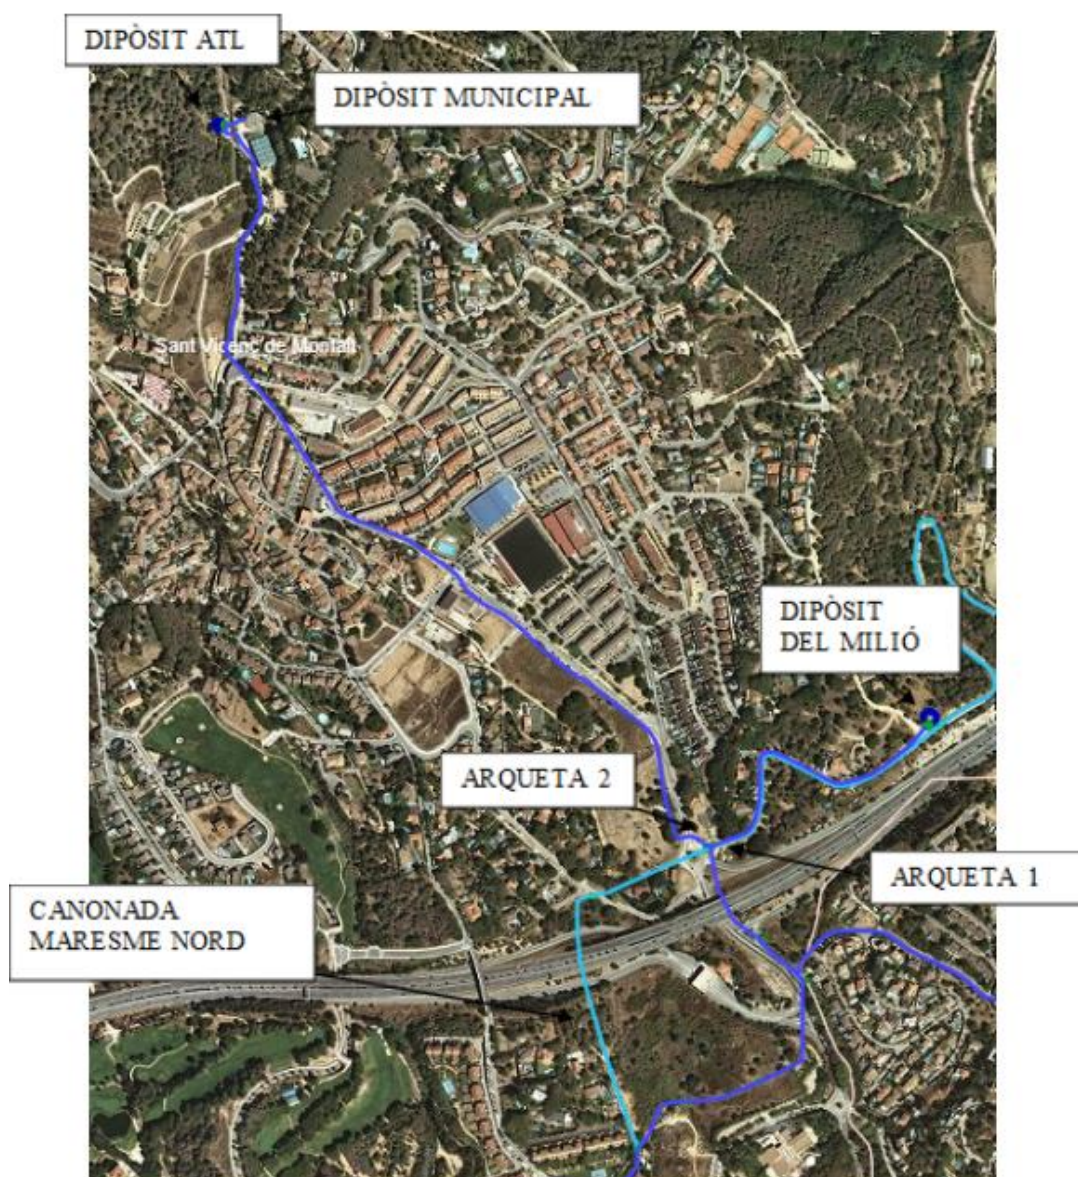 DIPÒSIT ATL
DIPÒSIT MUNICIPAL
Sant Vicenç de Montalt
DIPÒSIT
DEL MILIÓ
ARQUETA 2
ARQUETA 1
CANONADA
MARESME NORD